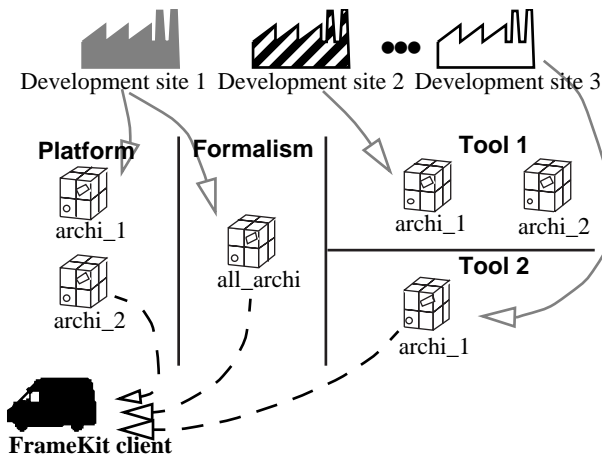 Development site 1
Development site 2
Development site 3
Platform
Formalism
Tool 1
archi_1
archi_1
archi_2
all_archi
Tool 2
archi_2
archi_1
FrameKit client